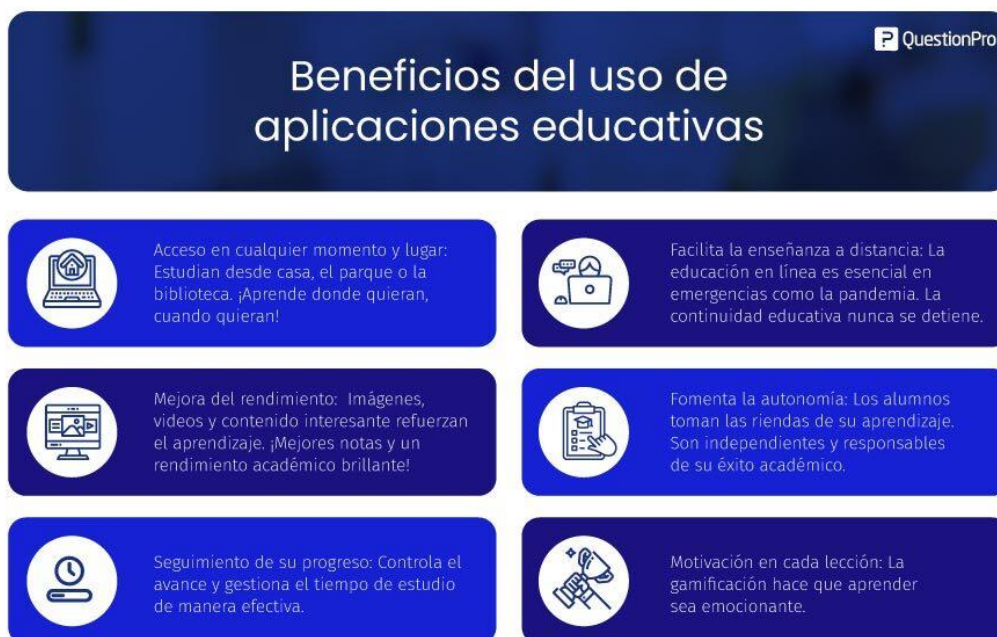 QuestionPro
Beneficios del uso de
aplicaciones educativas
Acceso en cualquier momento y lugar:
Estudian desde casa, el parque o la
biblioteca. ¡Aprende donde quieran,
cuando quieran!
Facilita la enseñanza a distancia: La
educación en línea es esencial en
emergencias como la pandemia. La
continuidad educativa nunca se detiene.
Mejora del rendimiento: Imágenes,
videos y contenido interesante refuerzan
el aprendizaje. ¡Mejores notas y un
rendimiento académico brillante!
Fomenta la autonomía: Los alumnos
toman las riendas de su aprendizaje.
Son independientes y responsables
de su éxito académico.
Seguimiento de su progreso: Controla el
avance y gestiona el tiempo de estudio
de manera efectiva.
Motivación en cada lección: La
gamificación hace que aprender
sea emocionante.